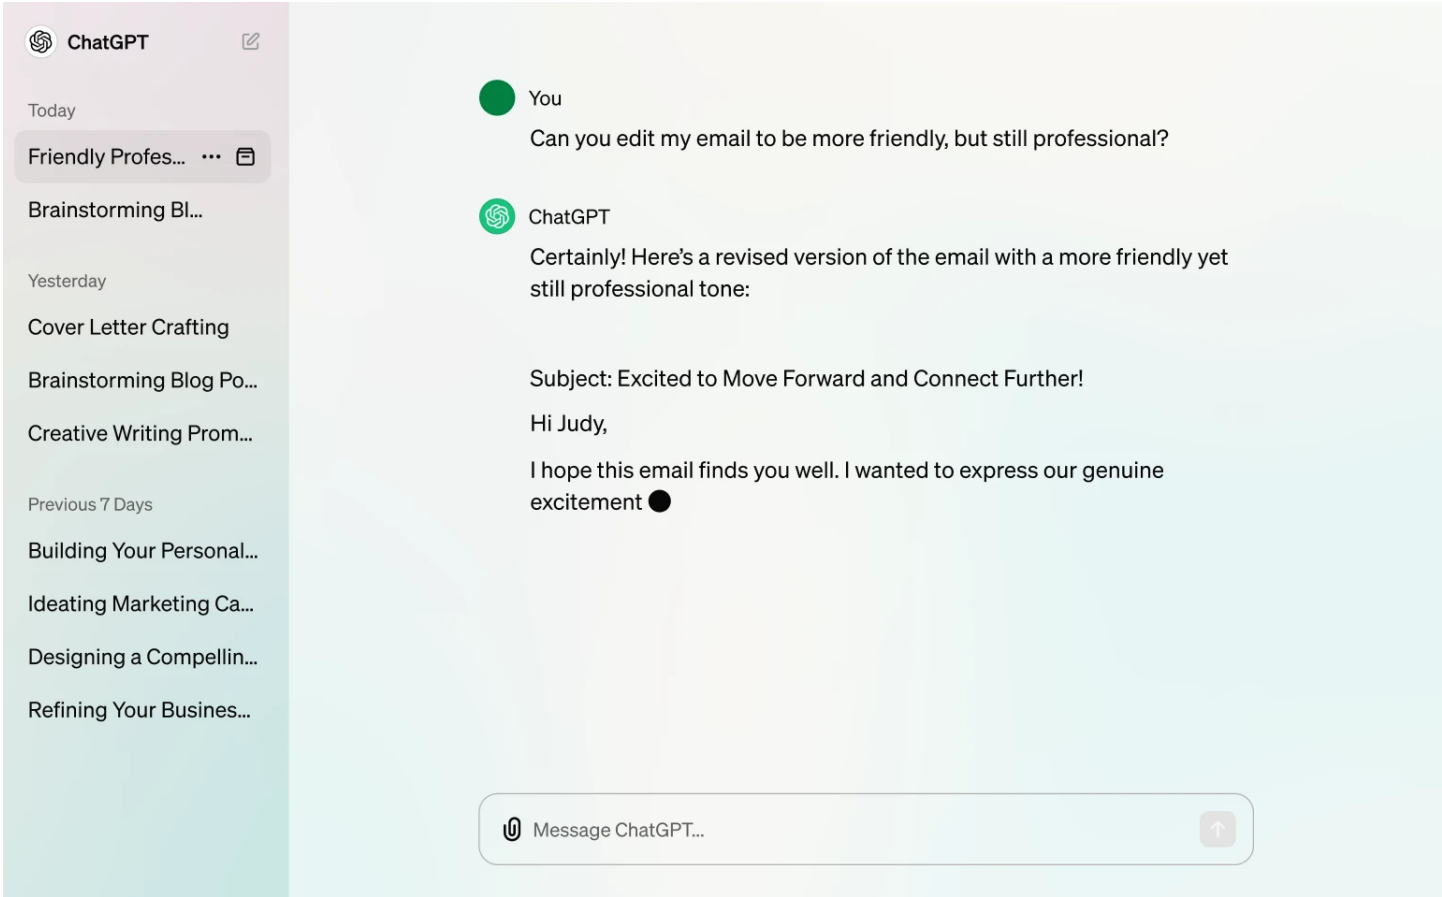 ChatGPT
Today
Friendly Profes...
Brainstorming Bl...
Yesterday
Cover Letter Crafting
Brainstorming Blog Po...
Creative Writing Prom...
Previous 7 Days
Building Your Personal...
Ideating Marketing Ca...
Designing a Compellin...
Refining Your Busines...
You
Can you edit my email to be more friendly, but still professional?
ChatGPT
Certainly! Here’s a revised version of the email with a more friendly yet
still professional tone:
Subject: Excited to Move Forward and Connect Further!
Hi Judy,
I hope this email finds you well. I wanted to express our genuine
excitement
Message ChatGPT...